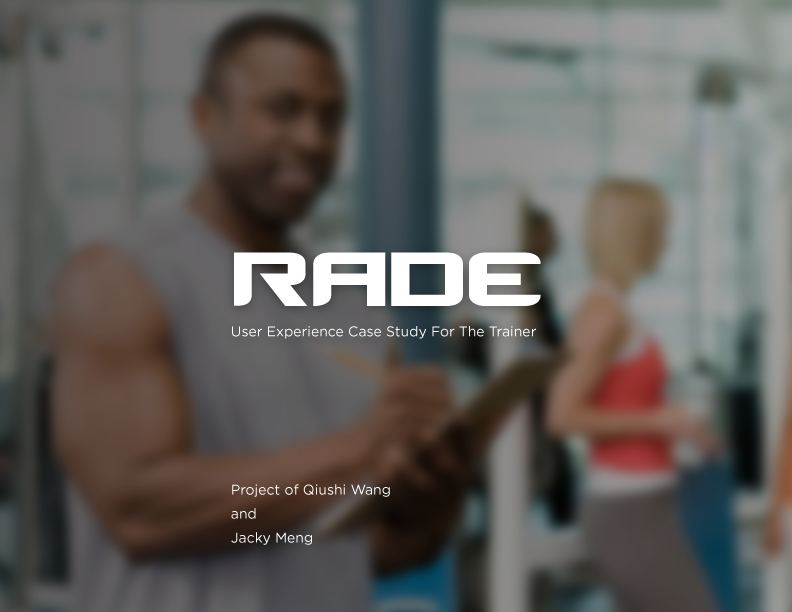 RADE
User Experience Case Study For The Trainer
Project of Qiushi Wang
and
Jacky Meng